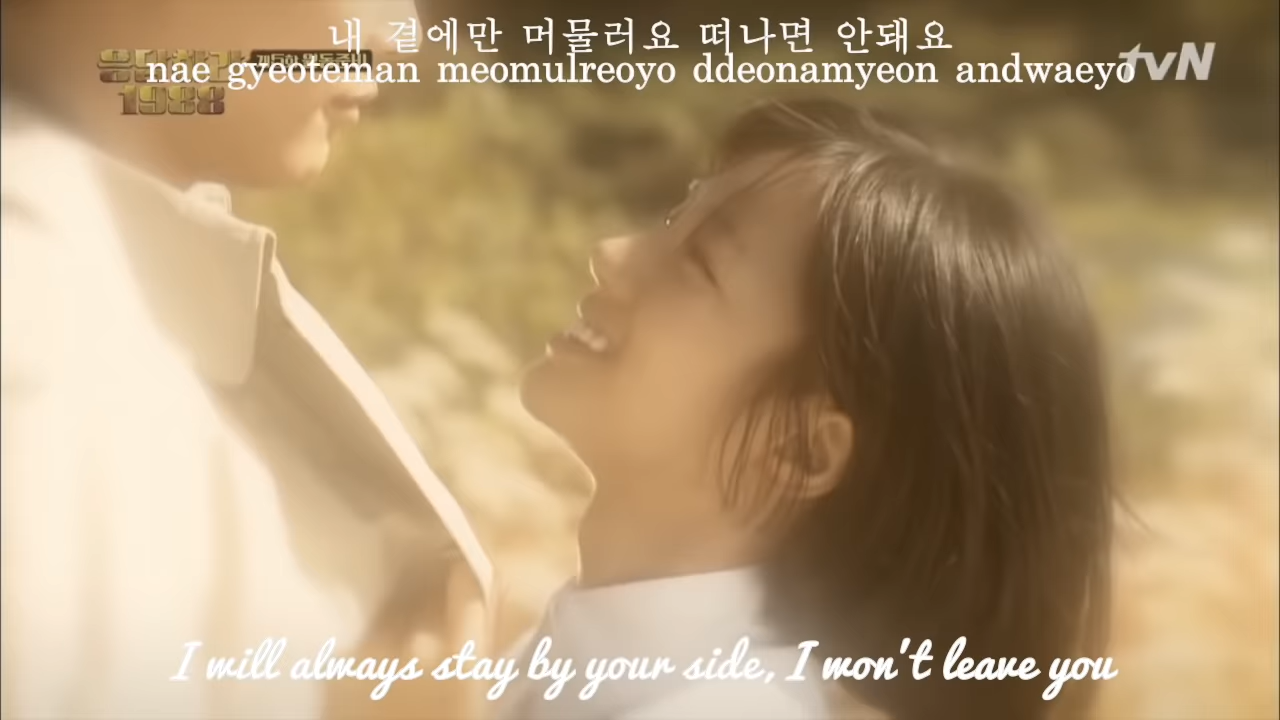 내 곁에만 머물러요 떠나면 안돼요
nae gyeoteman meomulreoyo ddeonamyeon andwaeyo
tvN
1988
I will always stay by your side, I won't leave you